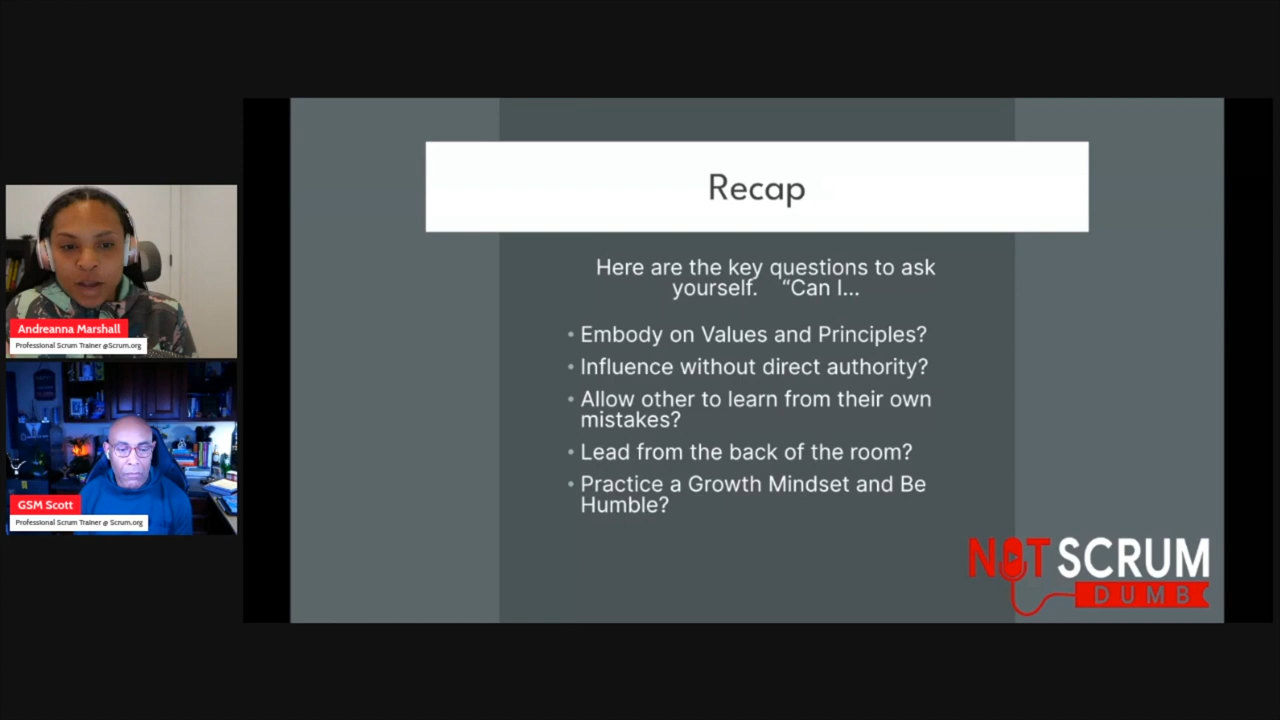 Recap
Here are the key questions to ask
yourself. “Can I...
• Embody on Values and Principles?
• Influence without direct authority?
• Allow other to learn from their own
mistakes?
• Lead from the back of the room?
• Practice a Growth Mindset and Be
Humble?
Andreanna Marshall
Professional Scrum Trainer @Scrum.org
GSM Scott
Professional Scrum Trainer @ Scrum.org
NOT SCRUM
DUMB